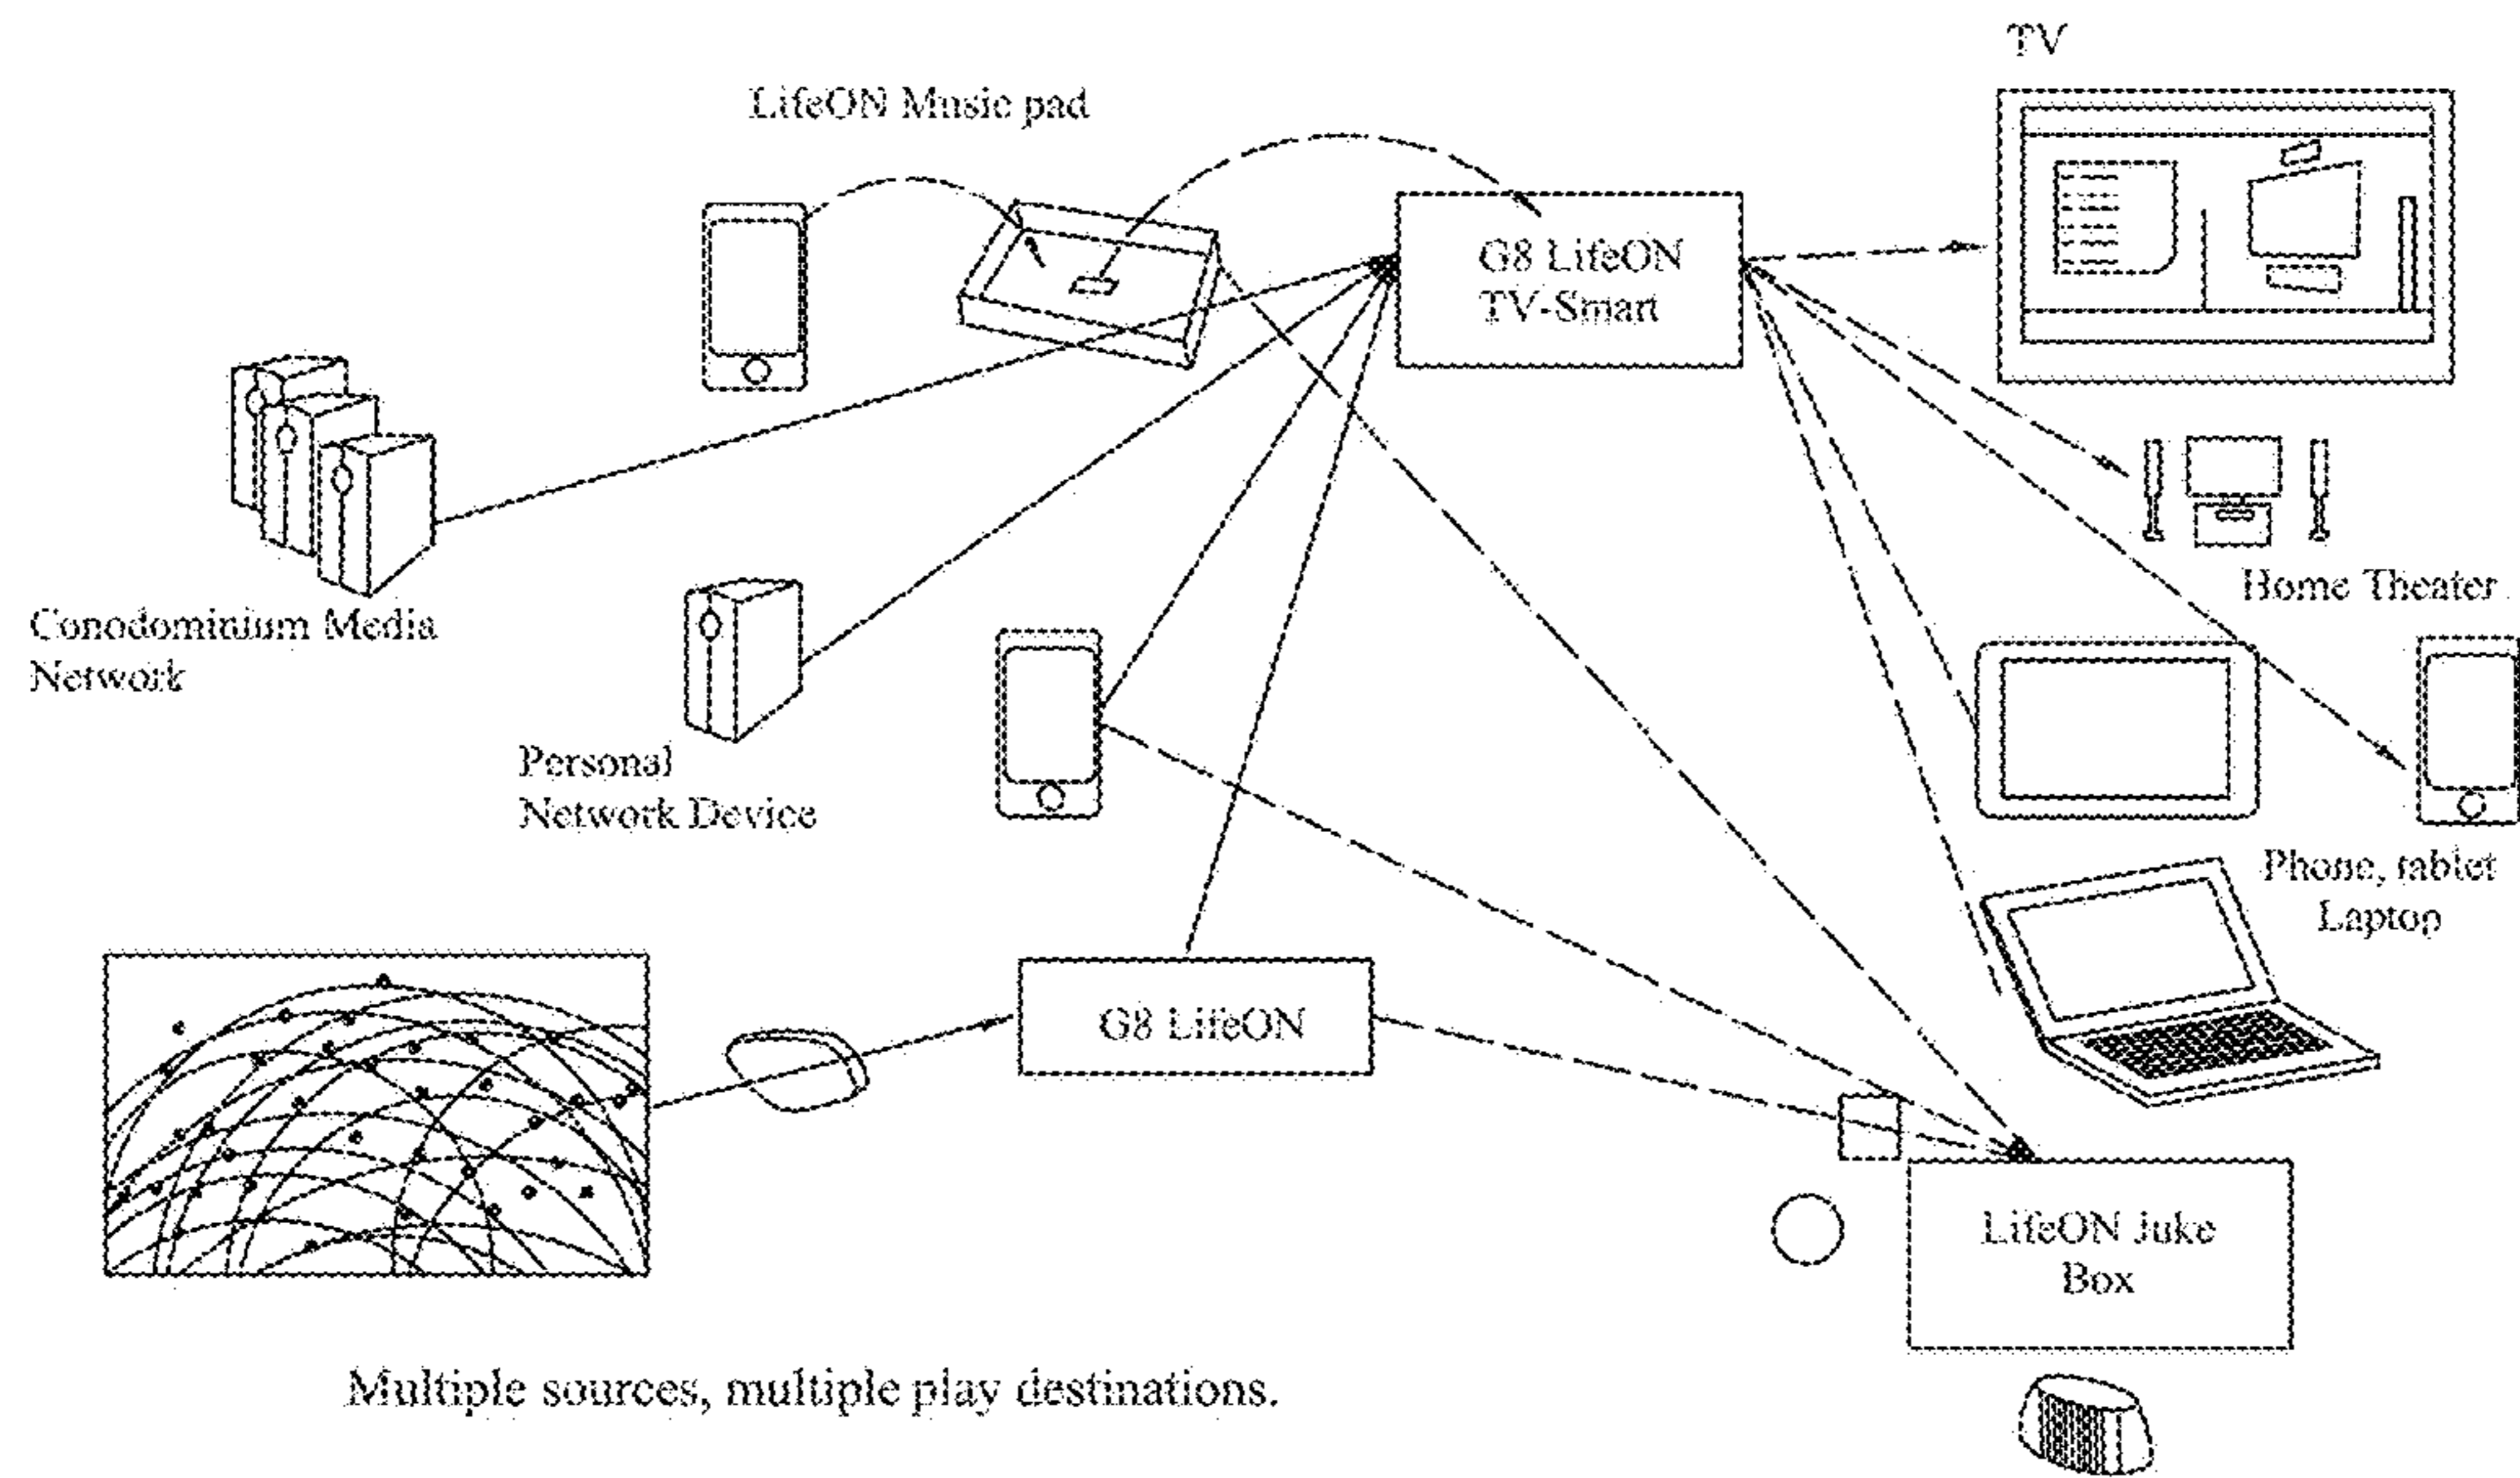 TV
LifeON Music pad
G8 LifeON
TV-Smart
Home Theater
Conodominium Media
Network
Personal
Network Device
Phone, tablet
Laptop
G8 LifeON
LifeON Juke
Box
Multiple sources, multiple play destinations.